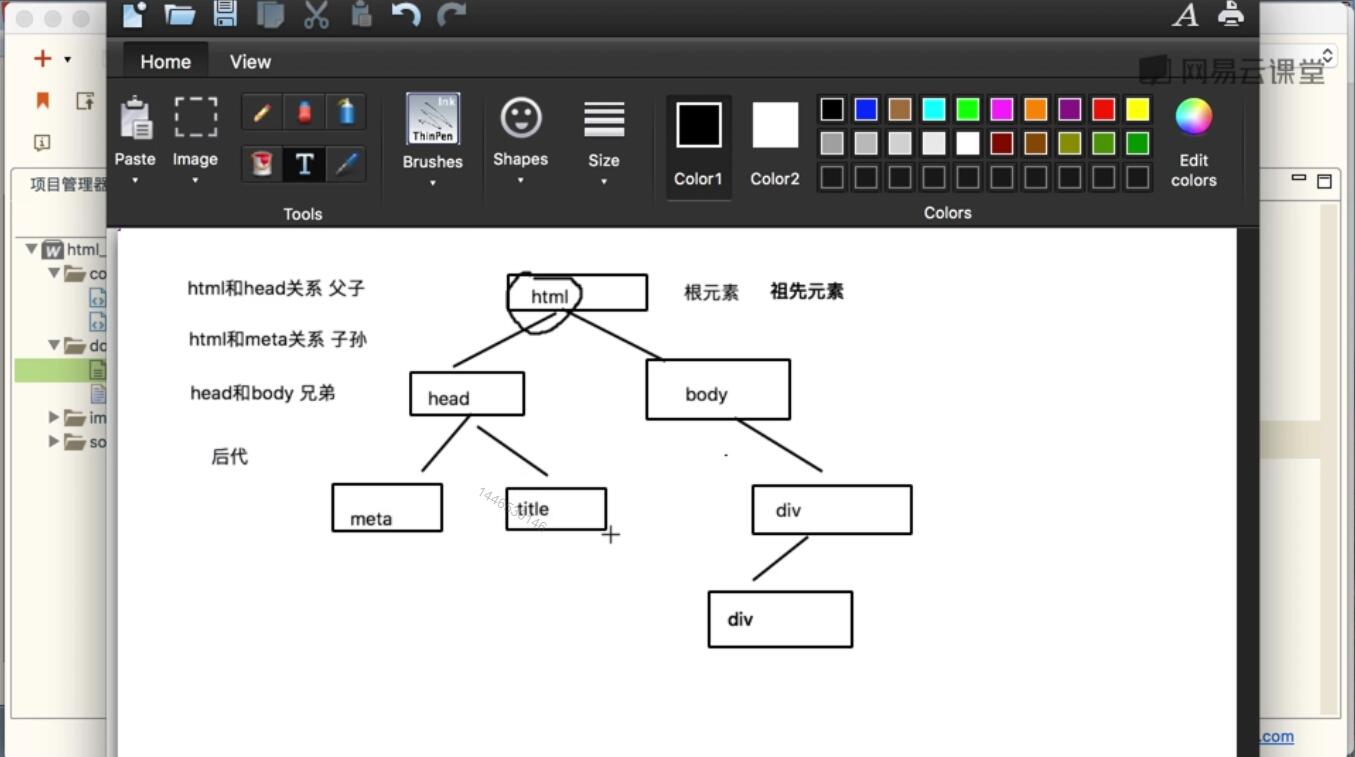 Home View
网易云课堂
Ink
ThinPen
Paste Image Brushes Shapes Size Color1 Color2 Edit colors
T
A
Tools
Colors
项目管理器
W html_
co
do
im
so
html和head关系 父子
html
根元素 祖先元素
html和meta关系 子孙
head和body 兄弟
head
body
后代
meta
title
1446530146
div
div
.com